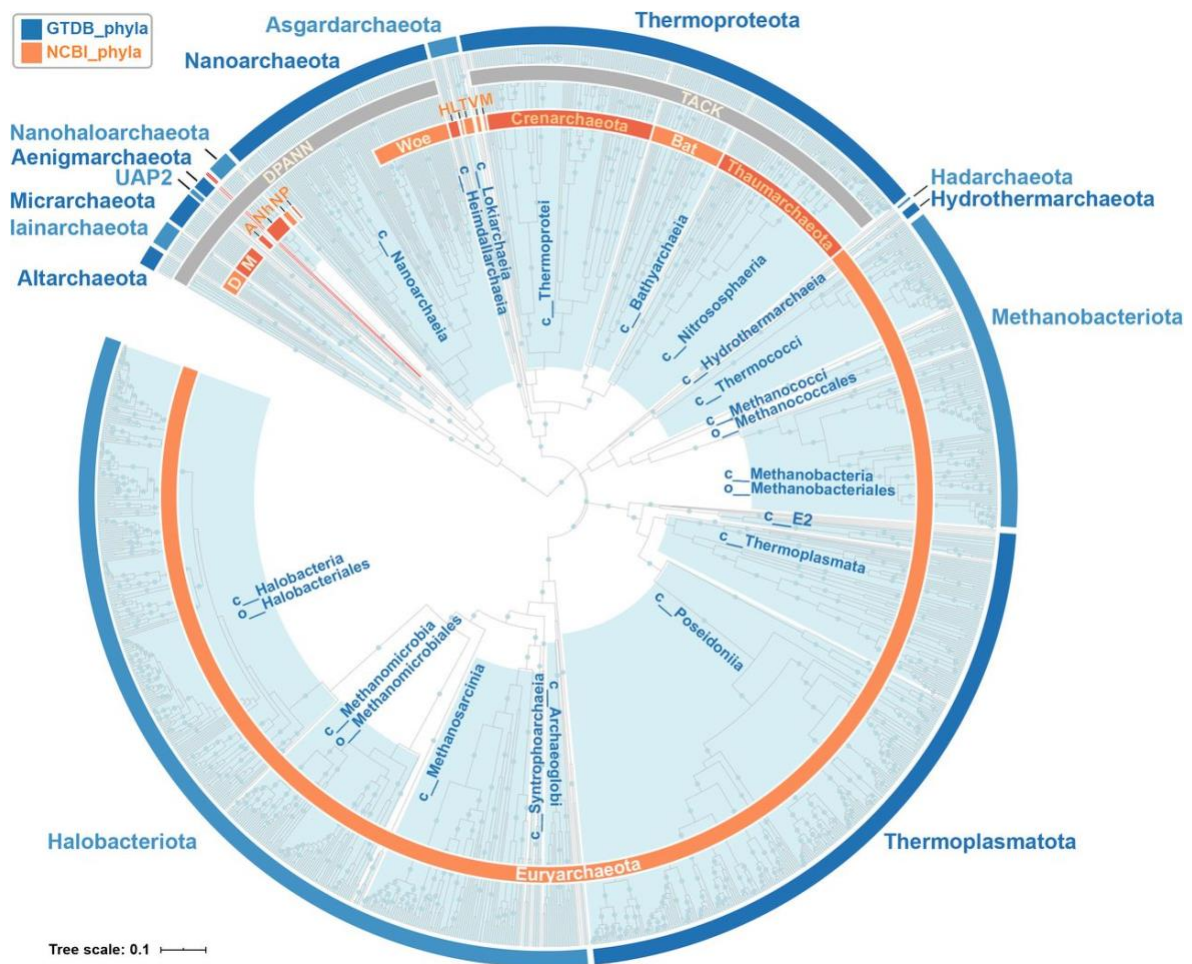 GTDB_phyla
NCBI_phyla
Asgardarchaeota
Thermoproteota
Nanoarchaeota
Nanohaloarchaeota
Aenigmarchaeota
UAP2
Micrarchaeota
Iainarchaeota
Altarchaeota
DPANN
TACK
HLTVM
Woe
Crenarchaeota
Bat
Thaumarchaeota
ANhNP
D M
Hadarchaeota
Hydrothermarchaeota
Methanobacteriota
c__Nanoarchaeia
c__Heimdallarchaeia
c__Lokiarchaeia
c__Thermoprotei
c__Bathyarchaeia
c__Nitrososphaeria
c__Hydrothermarchaeia
c__Thermococci
c__Methanococci
o__Methanococcales
c__Methanobacteria
o__Methanobacteriales
c__E2
c__Thermoplasmata
c__Poseidoniia
c__Halobacteria
o__Halobacteriales
c__Methanomicrobia
o__Methanomicrobiales
c__Methanosarcinia
c__Syntrophoarchaeia
c__Archaeoglobi
Euryarchaeota
Halobacteriota
Thermoplasmatota
Tree scale: 0.1